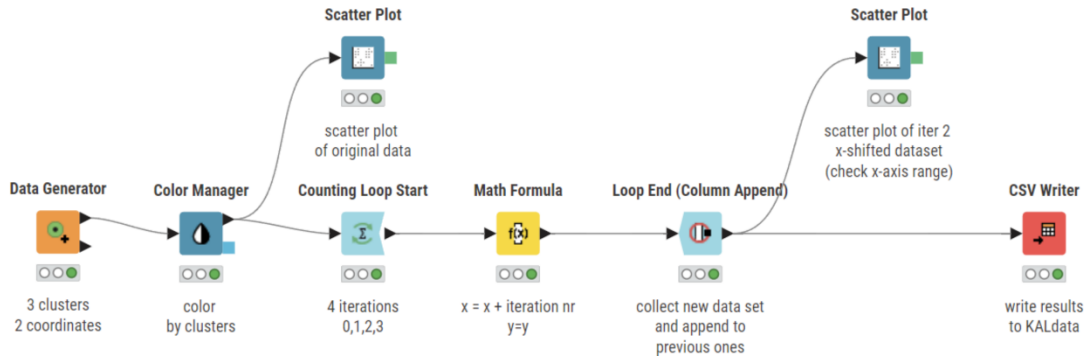 Scatter Plot
Scatter Plot
scatter plot
of original data
scatter plot of iter 2
x-shifted dataset
(check x-axis range)
Data Generator
Color Manager
Counting Loop Start
Math Formula
Loop End (Column Append)
CSV Writer
Σ
f(x)
3 clusters
2 coordinates
color
by clusters
4 iterations
0,1,2,3
x = x + iteration nr
y=y
collect new data set
and append to
previous ones
write results
to KALdata